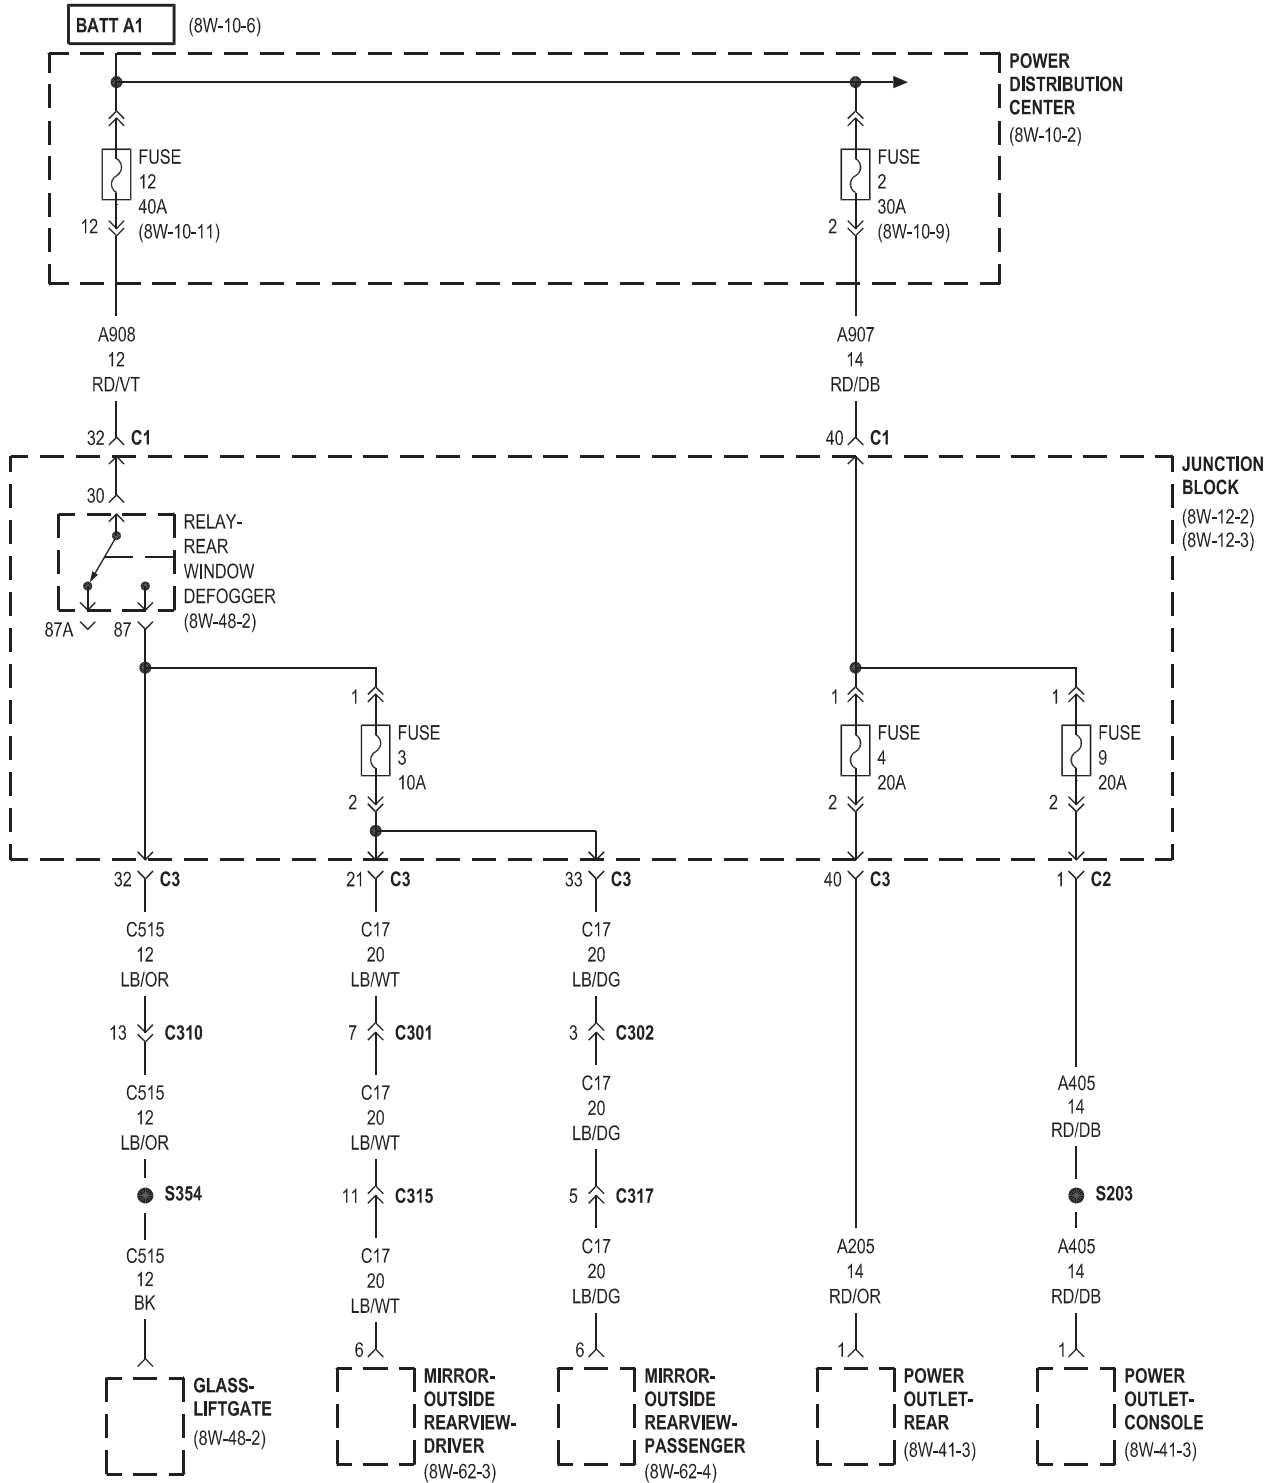 BATT A1 (8W-10-6)
POWER
DISTRIBUTION
CENTER
(8W-10-2)
FUSE
12
40A
12 (8W-10-11)
FUSE
2
30A
2 (8W-10-9)
A908
12
RD/VT
A907
14
RD/DB
32 C1
40 C1
JUNCTION
BLOCK
(8W-12-2)
(8W-12-3)
30
RELAY-
REAR
WINDOW
DEFOGGER
(8W-48-2)
87A
87
1
FUSE
3
10A
2
1
FUSE
4
20A
2
1
FUSE
9
20A
2
32 C3
21 C3
33 C3
40 C3
1 C2
C515
12
LB/OR
C17
20
LB/WT
C17
20
LB/DG
13 C310
7 C301
3 C302
C515
12
LB/OR
C17
20
LB/WT
C17
20
LB/DG
A405
14
RD/DB
S354
11 C315
5 C317
S203
C515
12
BK
C17
20
LB/WT
C17
20
LB/DG
A205
14
RD/OR
A405
14
RD/DB
6
6
1
1
GLASS-
LIFTGATE
(8W-48-2)
MIRROR-
OUTSIDE
REARVIEW-
DRIVER
(8W-62-3)
MIRROR-
OUTSIDE
REARVIEW-
PASSENGER
(8W-62-4)
POWER
OUTLET-
REAR
(8W-41-3)
POWER
OUTLET-
CONSOLE
(8W-41-3)